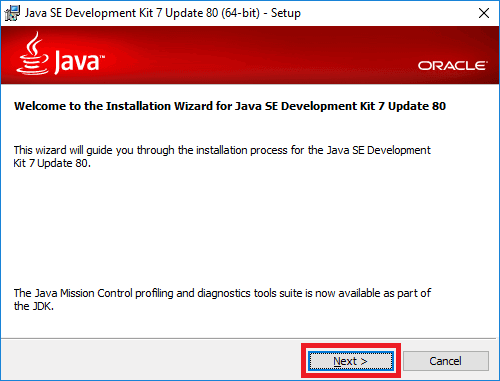 Java SE Development Kit 7 Update 80 (64-bit) - Setup
Java™
ORACLE
Welcome to the Installation Wizard for Java SE Development Kit 7 Update 80
This wizard will guide you through the installation process for the Java SE Development
Kit 7 Update 80.
The Java Mission Control profiling and diagnostics tools suite is now available as part of
the JDK.
Next >
Cancel